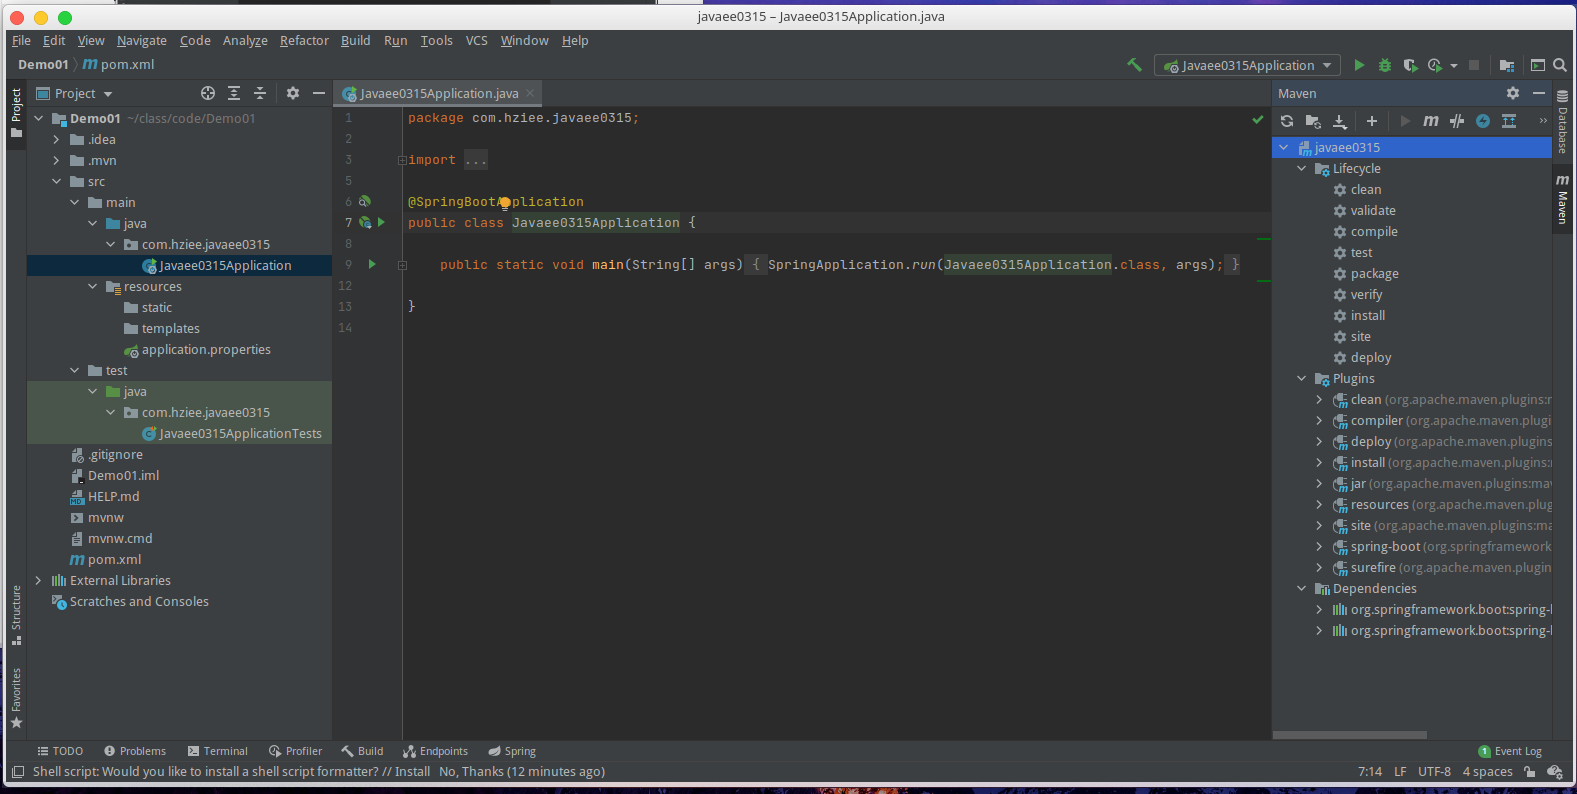 javaee0315 – Javaee0315Application.java
File Edit View Navigate Code Analyze Refactor Build Run Tools VCS Window Help
Demo01 pom.xml
Javaee0315Application
Project
Project
Structure
Favorites
Demo01 ~/class/code/Demo01
.idea
.mvn
src
main
java
com.hziee.javaee0315
Javaee0315Application
resources
static
templates
application.properties
test
java
com.hziee.javaee0315
Javaee0315ApplicationTests
.gitignore
Demo01.iml
HELP.md
mvnw
mvnw.cmd
pom.xml
External Libraries
Scratches and Consoles
Javaee0315Application.java
1 package com.hziee.javaee0315;
2
3 import ...
5
6 @SpringBootApplication
7 public class Javaee0315Application {
8
9 public static void main(String[] args) { SpringApplication.run(Javaee0315Application.class, args); }
12
13 }
14
Maven
javaee0315
Lifecycle
clean
validate
compile
test
package
verify
install
site
deploy
Plugins
clean (org.apache.maven.plugins:
compiler (org.apache.maven.plugi
deploy (org.apache.maven.plugins
install (org.apache.maven.plugins:
jar (org.apache.maven.plugins:ma
resources (org.apache.maven.plug
site (org.apache.maven.plugins:ma
spring-boot (org.springframework
surefire (org.apache.maven.plugin
Dependencies
org.springframework.boot:spring-
org.springframework.boot:spring-
Database
Maven
TODO Problems Terminal Profiler Build Endpoints Spring
1 Event Log
Shell script: Would you like to install a shell script formatter? // Install No, Thanks (12 minutes ago)
7:14 LF UTF-8 4 spaces